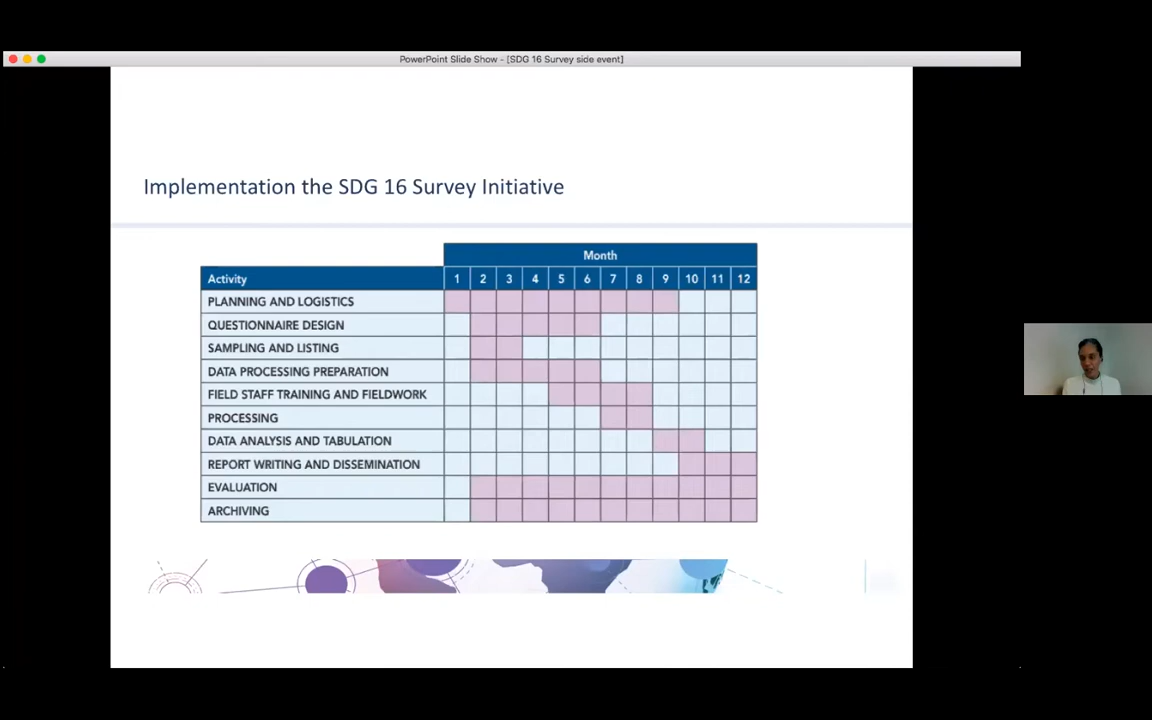 PowerPoint Slide Show - [SDG 16 Survey side event]
Implementation the SDG 16 Survey Initiative
Month
Activity 1 2 3 4 5 6 7 8 9 10 11 12
PLANNING AND LOGISTICS
QUESTIONNAIRE DESIGN
SAMPLING AND LISTING
DATA PROCESSING PREPARATION
FIELD STAFF TRAINING AND FIELDWORK
PROCESSING
DATA ANALYSIS AND TABULATION
REPORT WRITING AND DISSEMINATION
EVALUATION
ARCHIVING